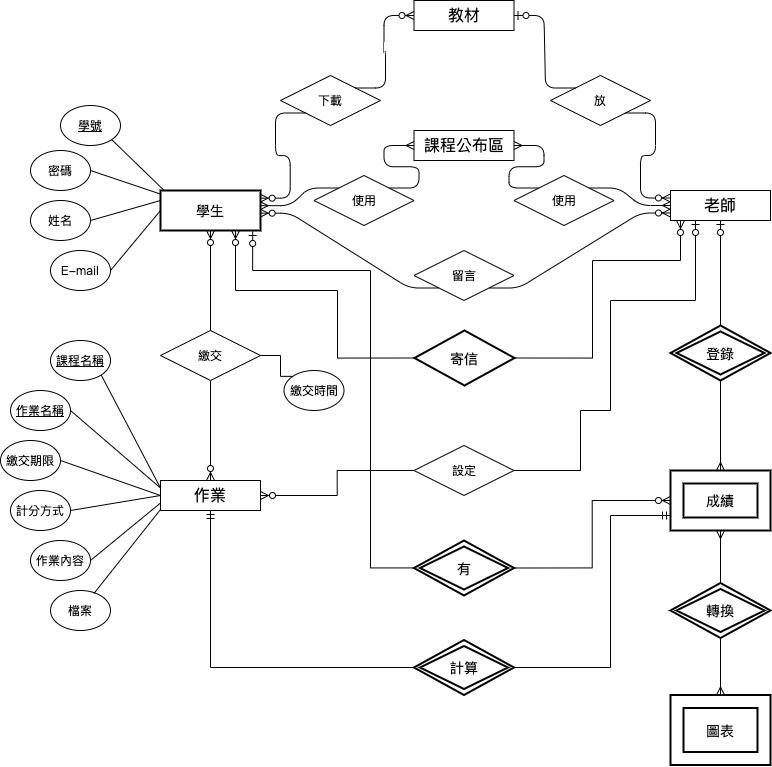 教材
下載
放
學號
課程公布區
密碼
使用
使用
學生
老師
姓名
E-mail
留言
課程名稱
繳交
寄信
登錄
繳交時間
作業名稱
繳交期限
設定
作業
成績
計分方式
作業內容
有
檔案
轉換
計算
圖表